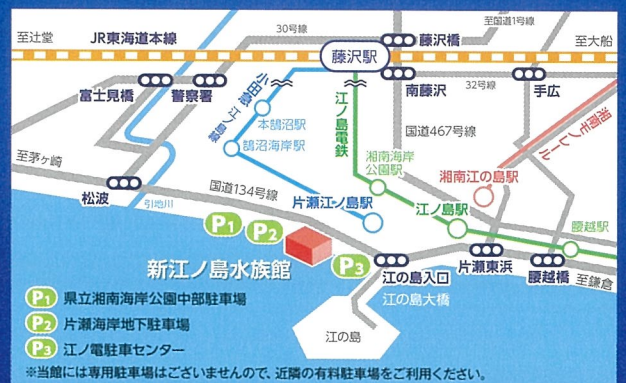 至辻堂
JR東海道本線
30号線
藤沢橋
至国道1号線
至大船
藤沢駅
富士見橋
警察署
小田急江ノ島線
本鵠沼駅
鵠沼海岸駅
江ノ島電鉄
南藤沢
32号線
手広
国道467号線
湘南モノレール
湘南海岸
公園駅
湘南江の島駅
至茅ヶ崎
松波
引地川
国道134号線
片瀬江ノ島駅
江ノ島駅
腰越駅
P1
P2
新江ノ島水族館
P3
江の島入口
片瀬東浜
腰越橋
至鎌倉
江の島大橋
江の島
P1 県立湘南海岸公園中部駐車場
P2 片瀬海岸地下駐車場
P3 江ノ電駐車センター
※当館には専用駐車場はございませんので、近隣の有料駐車場をご利用ください。